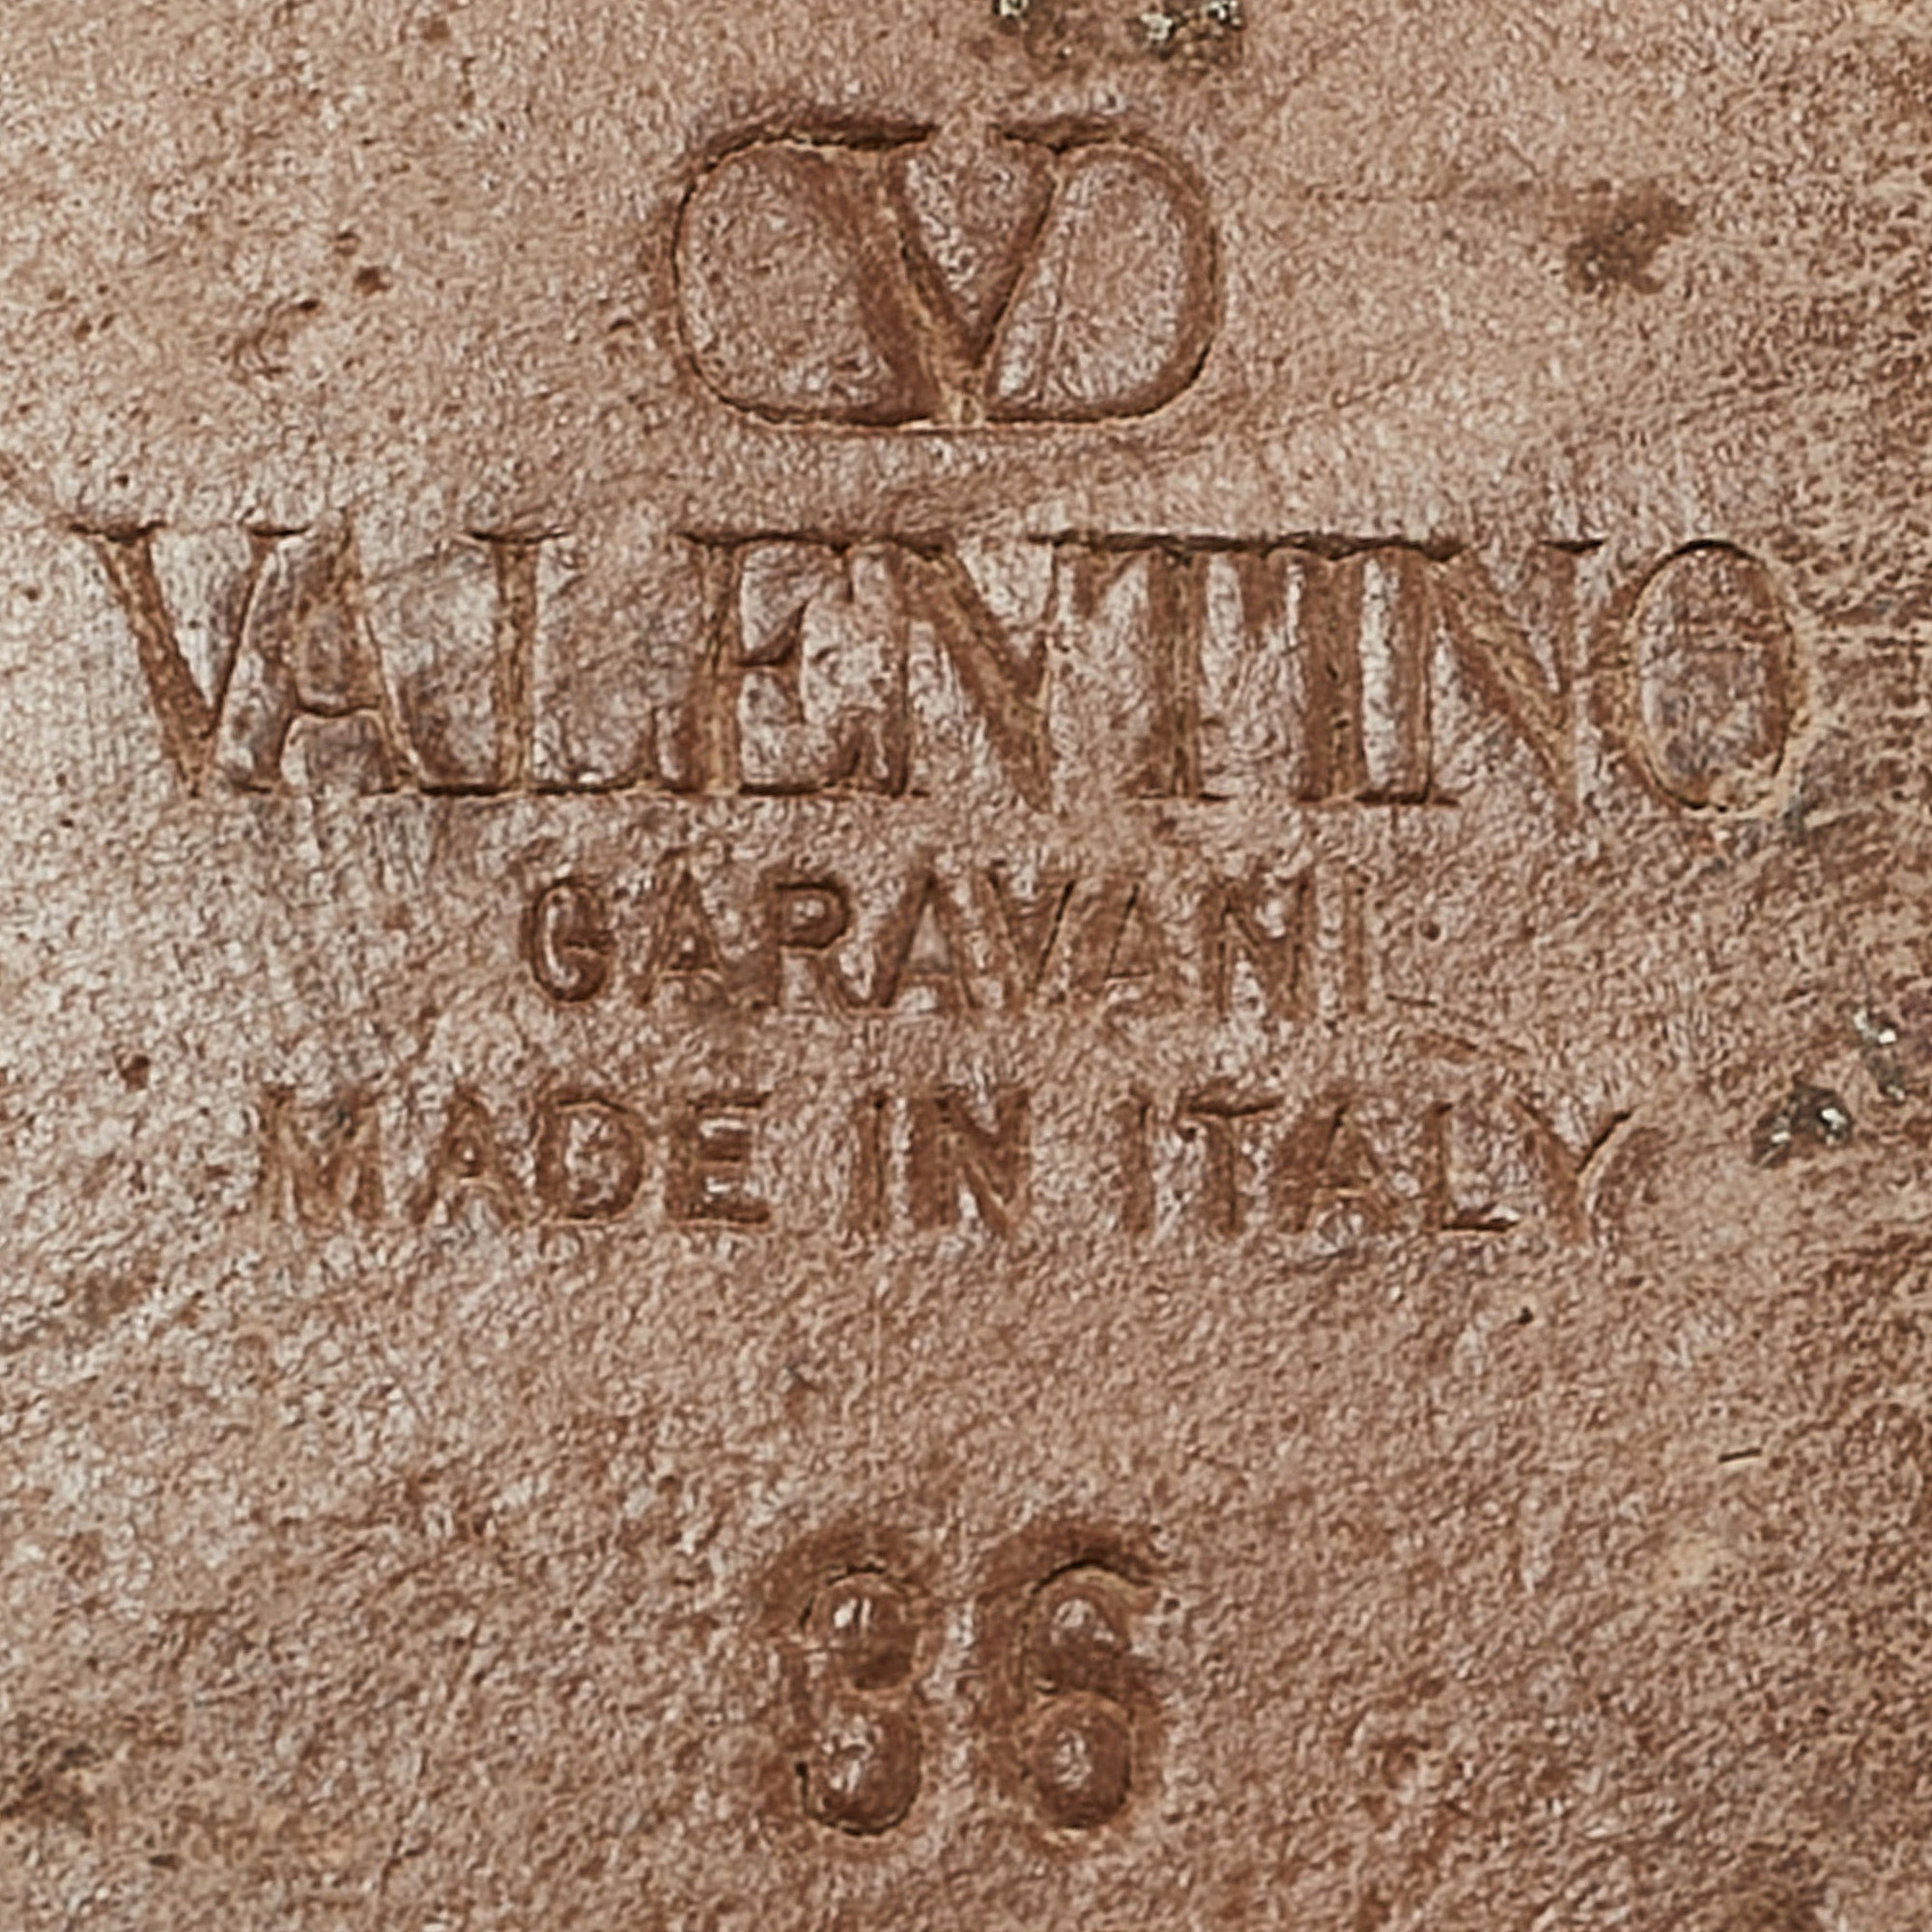 V
VALENTINO
GARAVANI
MADE IN ITALY
36